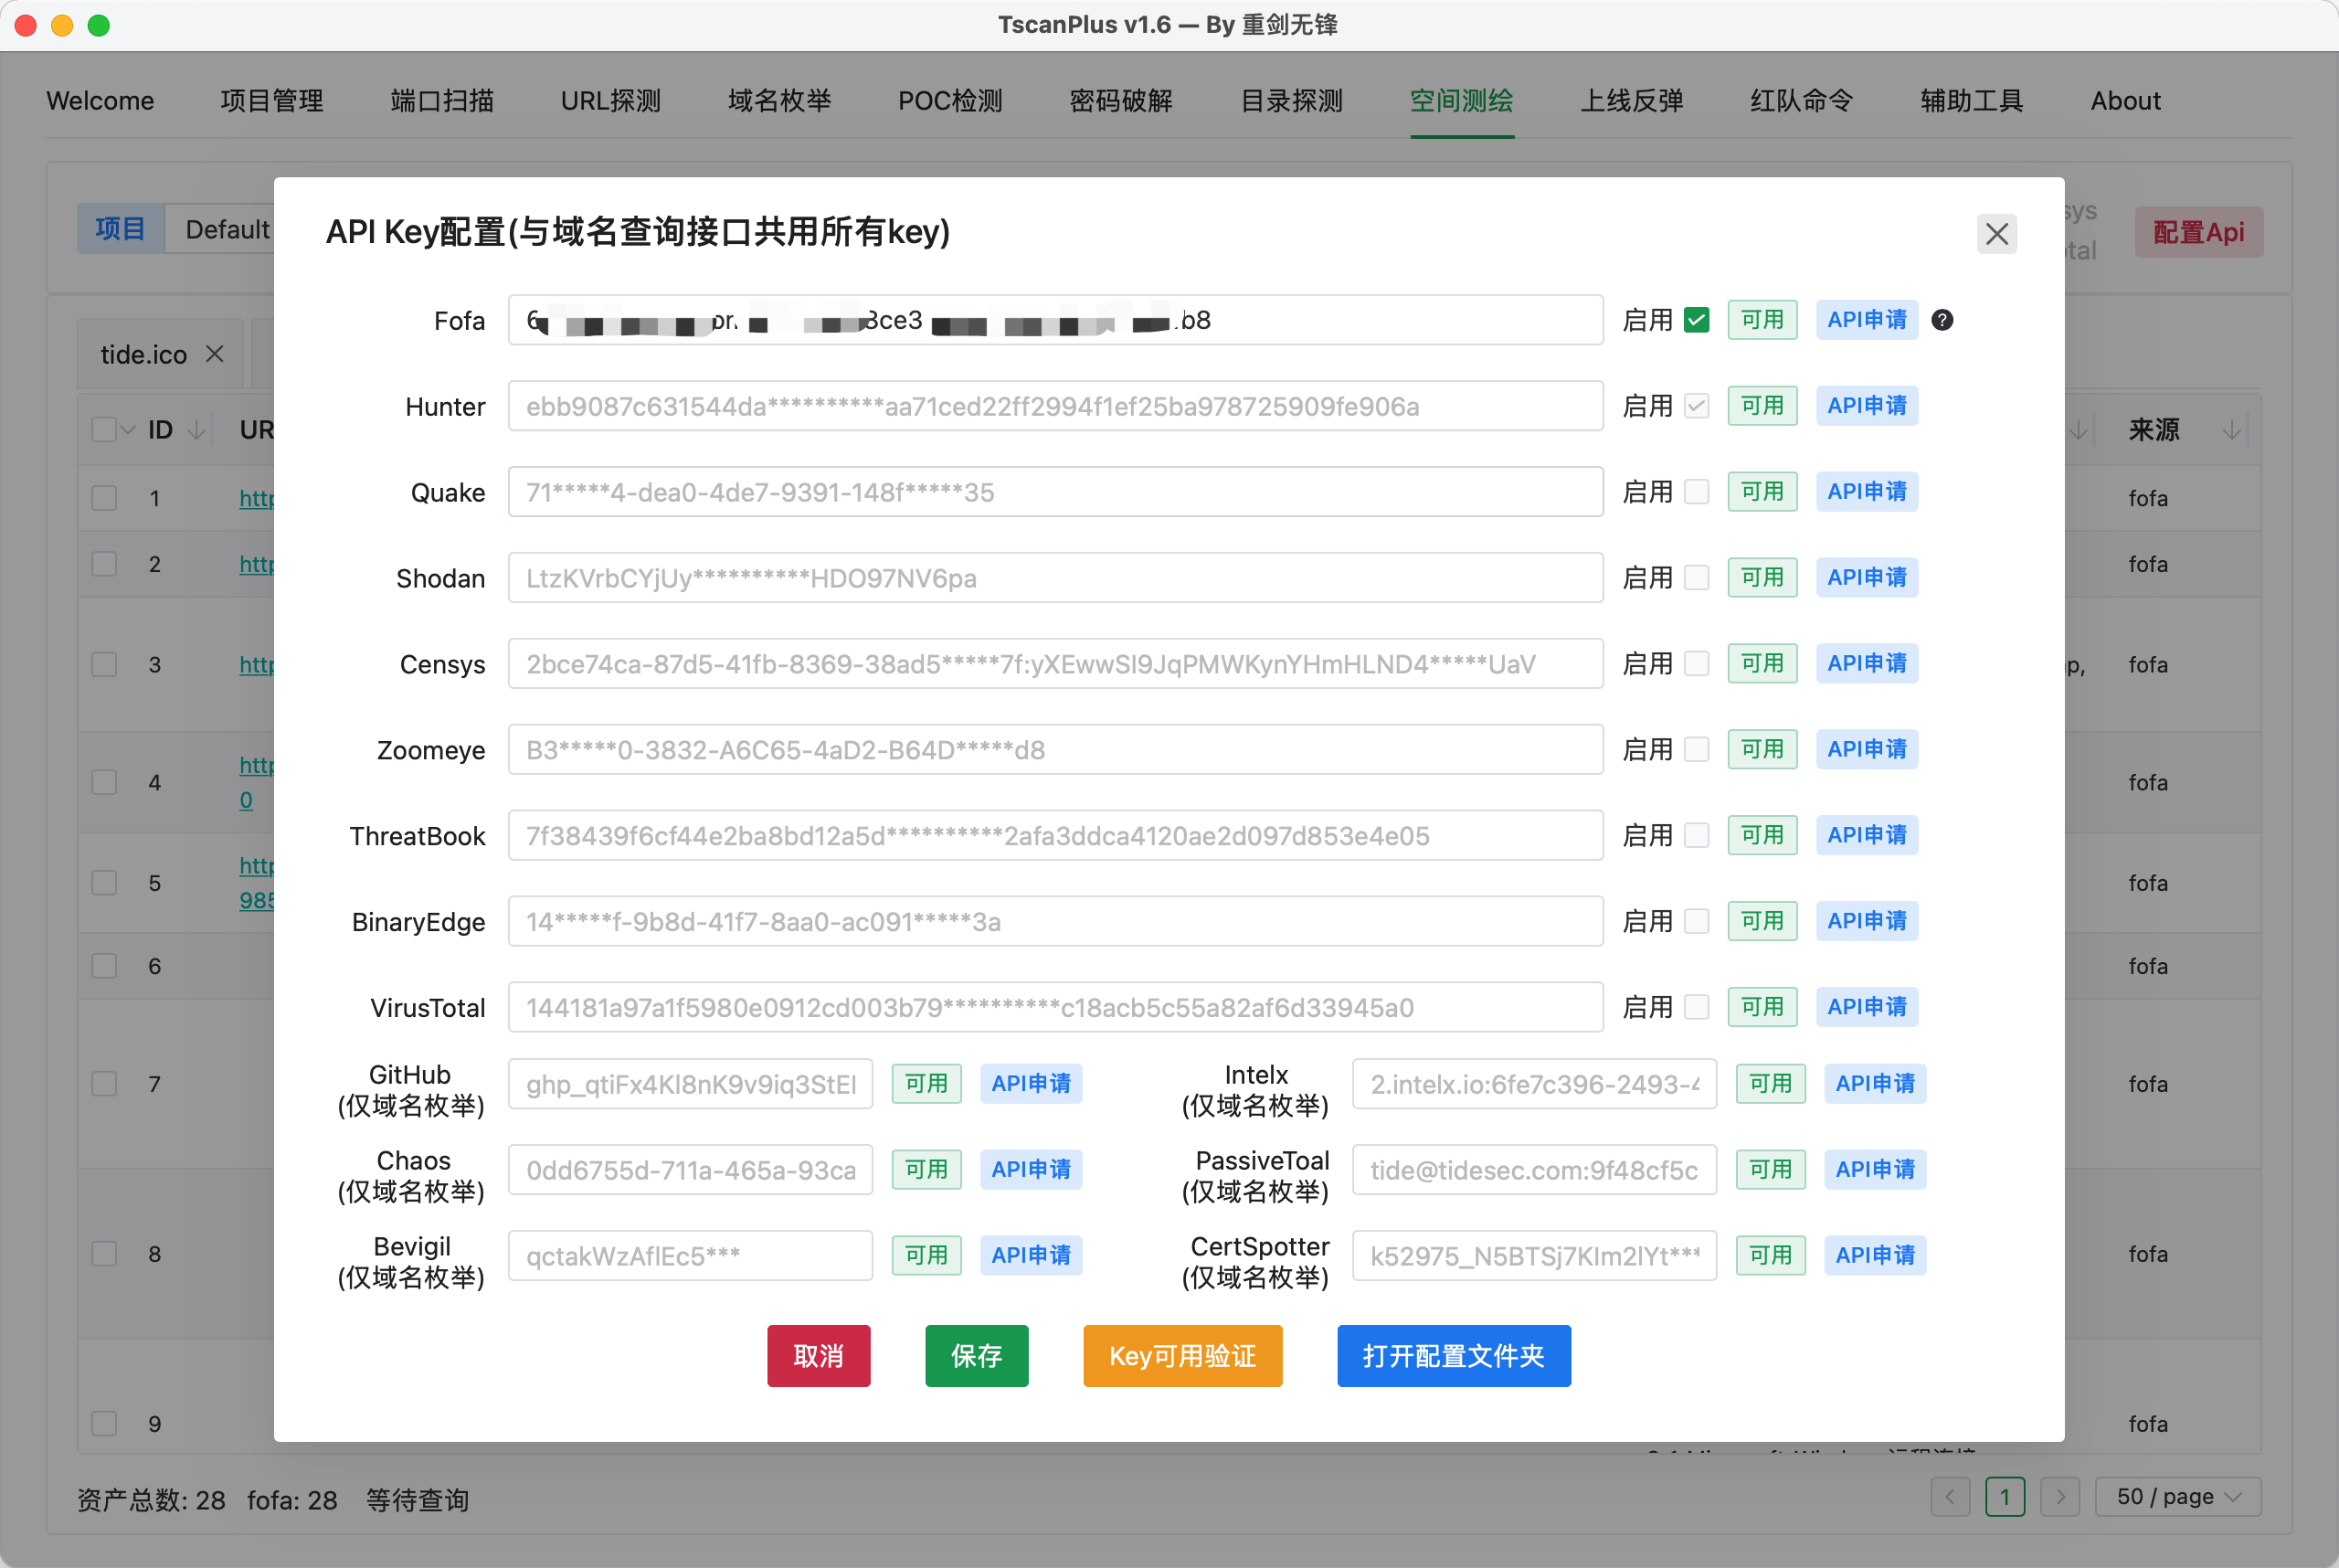 TscanPlus v1.6 — By 重剑无锋
Welcome 项目管理 端口扫描 URL探测 域名枚举 POC检测 密码破解 目录探测 空间测绘 上线反弹 红队命令 辅助工具 About
项目 Default
配置Api
API Key配置(与域名查询接口共用所有key)
Fofa 启用 可用 API申请
tide.ico
Hunter ebb9087c631544da**********aa71ced22ff2994f1ef25ba978725909fe906a 启用 可用 API申请
ID 来源
Quake 71*****4-dea0-4de7-9391-148f*****35 启用 可用 API申请
1 fofa
Shodan LtzKVrbCYjUy**********HDO97NV6pa 启用 可用 API申请
2 fofa
Censys 2bce74ca-87d5-41fb-8369-38ad5*****7f:yXEwwSI9JqPMWKynYHmHLND4*****UaV 启用 可用 API申请
3 fofa
Zoomeye B3*****0-3832-A6C65-4aD2-B64D*****d8 启用 可用 API申请
4 fofa
0
ThreatBook 7f38439f6cf44e2ba8bd12a5d**********2afa3ddca4120ae2d097d853e4e05 启用 可用 API申请
5 fofa
BinaryEdge 14*****f-9b8d-41f7-8aa0-ac091*****3a 启用 可用 API申请
6 fofa
VirusTotal 144181a97a1f5980e0912cd003b79**********c18acb5c55a82af6d33945a0 启用 可用 API申请
GitHub ghp_qtiFx4Kl8nK9v9iq3StEl 可用 API申请 Intelx 2.intelx.io:6fe7c396-2493-4 可用 API申请
7 fofa
(仅域名枚举) (仅域名枚举)
Chaos 0dd6755d-711a-465a-93ca 可用 API申请 PassiveToal tide@tidesec.com:9f48cf5c 可用 API申请
(仅域名枚举) (仅域名枚举)
Bevigil qctakWzAflEc5*** 可用 API申请 CertSpotter k52975_N5BTSj7KIm2lYt*** 可用 API申请
8 fofa
(仅域名枚举) (仅域名枚举)
取消 保存 Key可用验证 打开配置文件夹
9 fofa
资产总数: 28 fofa: 28 等待查询 1 50 / page